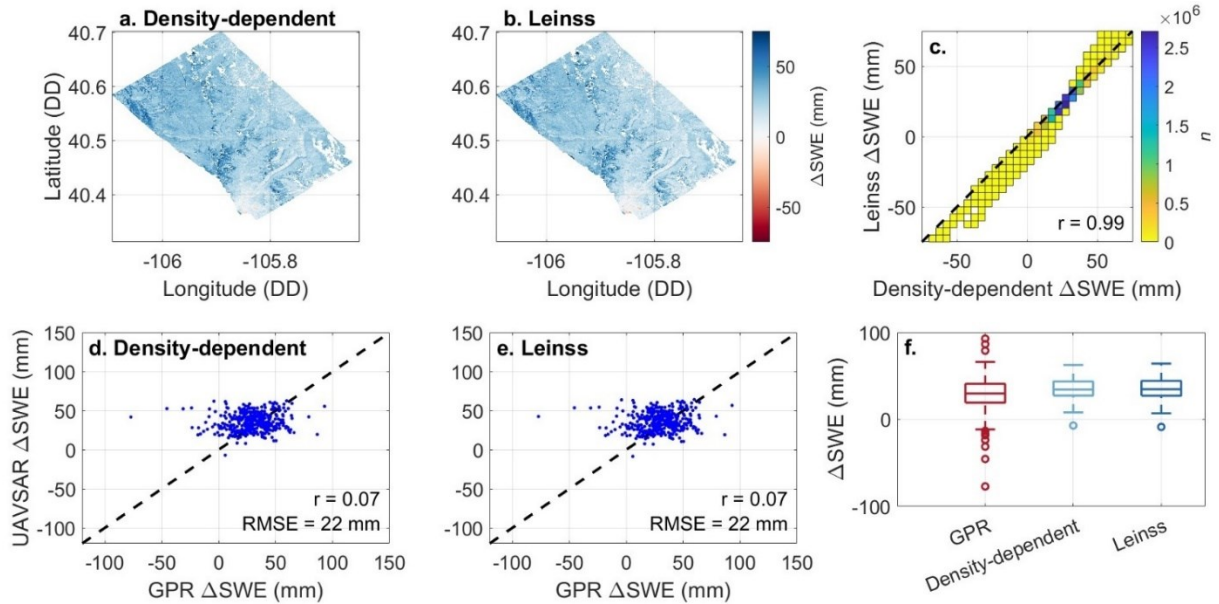 a. Density-dependent
40.7
40.6
40.5
40.4
Latitude (DD)
-106
-105.8
Longitude (DD)
b. Leinss
40.7
40.6
40.5
40.4
-106
-105.8
Longitude (DD)
50
0
-50
ΔSWE (mm)
c.
50
0
-50
Leinss ΔSWE (mm)
r = 0.99
-50
0
50
Density-dependent ΔSWE (mm)
×10⁶
2.5
2
1.5
1
0.5
0
n
d. Density-dependent
150
100
50
0
-50
-100
UAVSAR ΔSWE (mm)
r = 0.07
RMSE = 22 mm
-100
-50
0
50
100
150
GPR ΔSWE (mm)
e. Leinss
150
100
50
0
-50
-100
r = 0.07
RMSE = 22 mm
-100
-50
0
50
100
150
GPR ΔSWE (mm)
f.
100
0
-100
ΔSWE (mm)
GPR
Density-dependent
Leinss